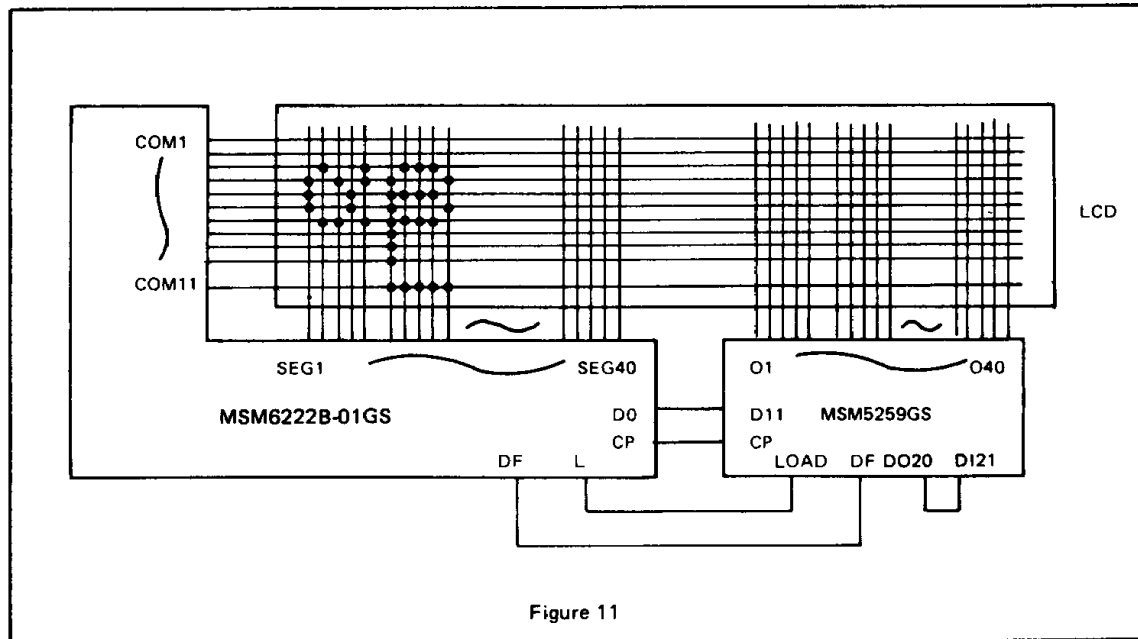 COM1
COM11
LCD
SEG1 SEG40
O1 O40
MSM6222B-01GS
D0
CP
DF L
D11 MSM5259GS
CP
LOAD DF DO20 DI21
Figure 11